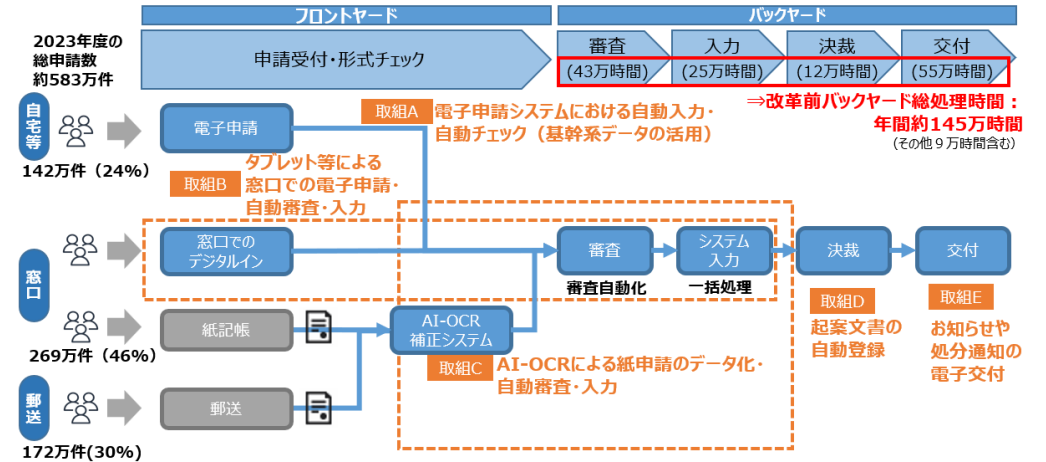 フロントヤード
バックヤード
2023年度の
総申請数
約583万件
申請受付・形式チェック
審査
(43万時間)
入力
(25万時間)
決裁
(12万時間)
交付
(55万時間)
⇒改革前バックヤード総処理時間：
年間約145万時間
(その他９万時間含む)
自宅等
142万件（24%）
電子申請
取組A
電子申請システムにおける自動入力・
自動チェック（基幹系データの活用）
取組B
タブレット等による
窓口での電子申請・
自動審査・入力
窓口
窓口での
デジタルイン
審査
審査自動化
システム
入力
一括処理
決裁
交付
269万件（46%）
紙記帳
AI-OCR
補正システム
取組C
AI-OCRによる紙申請のデータ化・
自動審査・入力
取組D
起案文書の
自動登録
取組E
お知らせや
処分通知の
電子交付
郵送
172万件(30%)
郵送